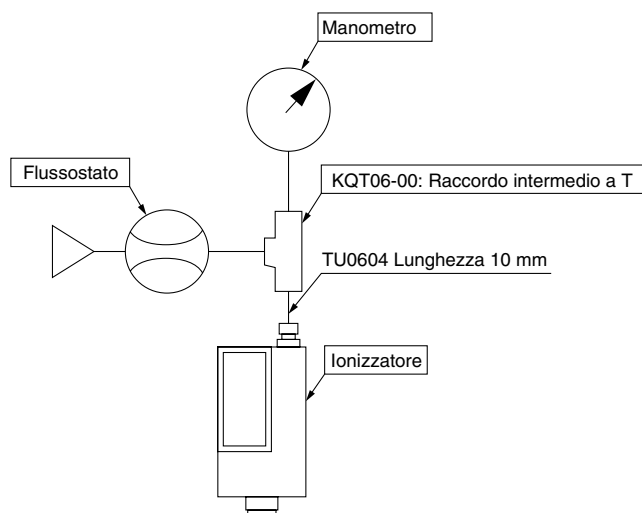 Manometro
Flussostato
KQT06-00: Raccordo intermedio a T
TU0604 Lunghezza 10 mm
Ionizzatore